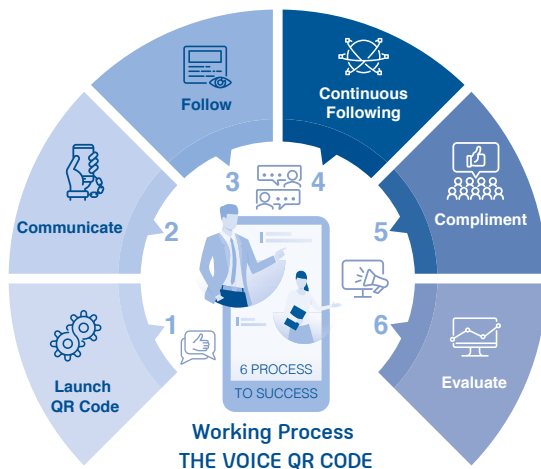 1
Launch
QR Code
2
Communicate
3
Follow
4
Continuous
Following
5
Compliment
6
Evaluate
6 PROCESS
TO SUCCESS
Working Process
THE VOICE QR CODE